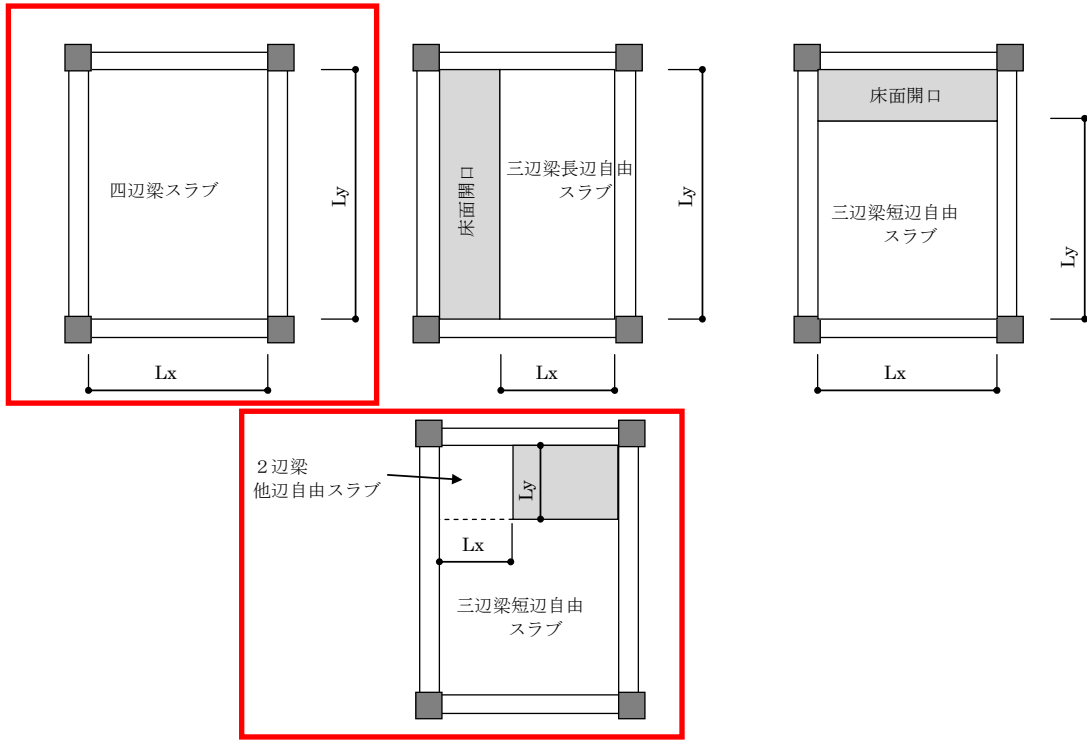 四辺梁スラブ
Ly
Lx
床面開口
三辺梁長辺自由
スラブ
Ly
Lx
床面開口
三辺梁短辺自由
スラブ
Ly
Lx
２辺梁
他辺自由スラブ
Ly
Lx
三辺梁短辺自由
スラブ